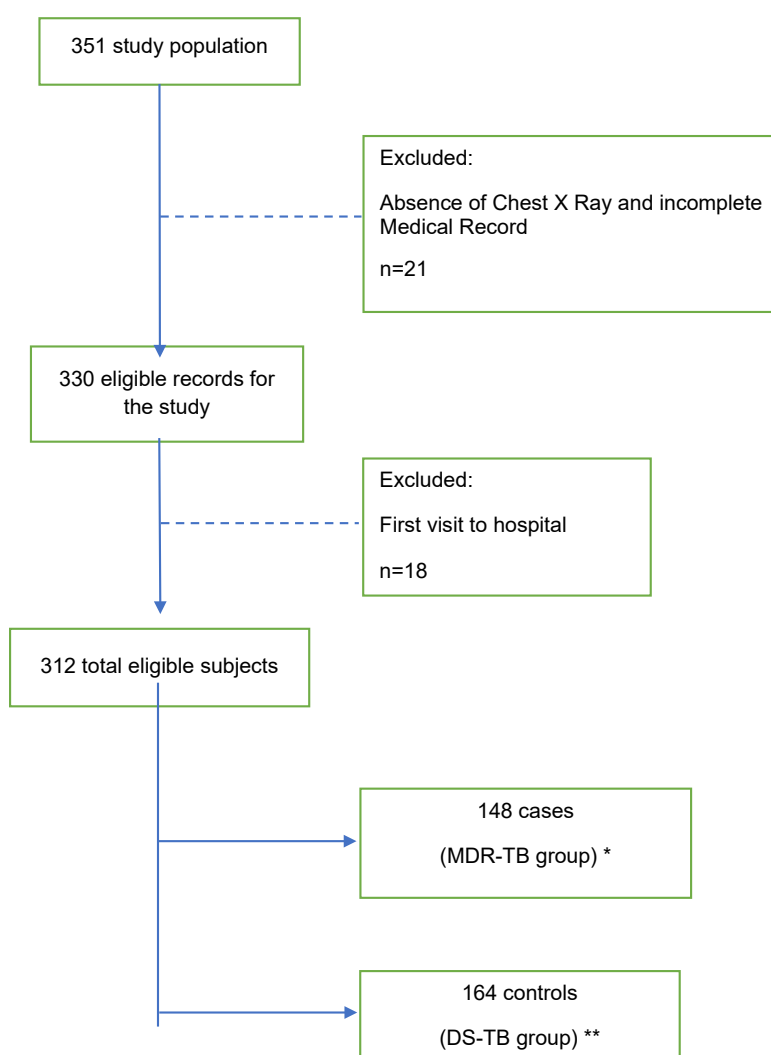 351 study population
Excluded:
Absence of Chest X Ray and incomplete
Medical Record
n=21
330 eligible records for
the study
Excluded:
First visit to hospital
n=18
312 total eligible subjects
148 cases
(MDR-TB group) *
164 controls
(DS-TB group) **